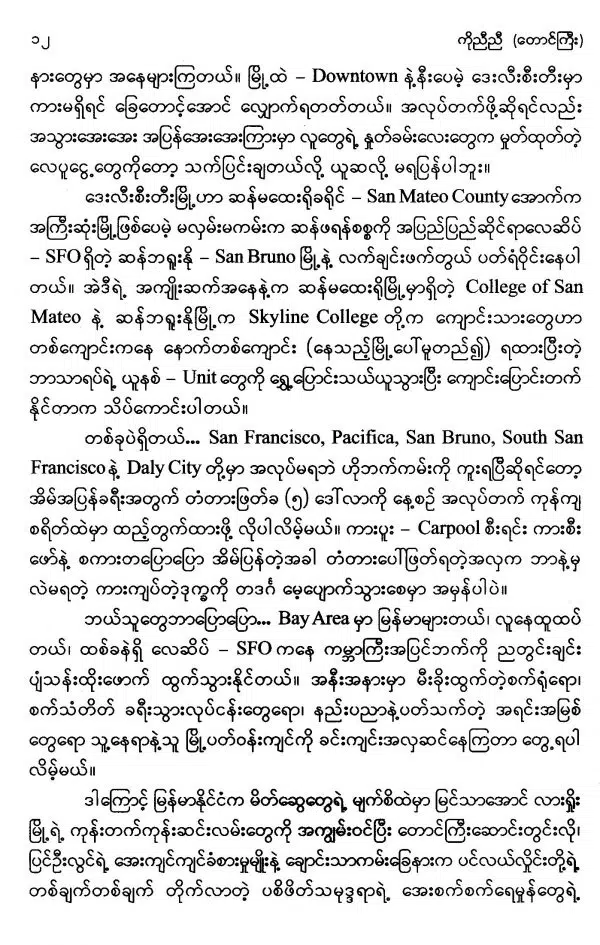 ၁၂ ကိုညီညီ (တောင်ကြီး)
နားတွေမှာ အနေများကြတယ်။ မြို့ထဲ – Downtown နဲ့နီးပေမဲ့ ဒေးလီးစီးတီးမှာ
ကားမရှိရင် ခြေတောင့်အောင် လျှောက်ရတတ်တယ်။ အလုပ်တက်ဖို့ဆိုရင်လည်း
အသွားအေးအေး အပြန်အေးအေးကြားမှာ လူတွေရဲ့ နှုတ်ခမ်းလေးတွေက မှုတ်ထုတ်တဲ့
လေပူငွေ့တွေကိုတော့ သက်ပြင်းချတယ်လို့ ယူဆလို့ မရပြန်ပါဘူး။
ဒေးလီးစီးတီးမြို့ဟာ ဆန်မထေးရိုခရိုင် – San Mateo County အောက်က
အကြီးဆုံးမြို့ဖြစ်ပေမဲ့ မလှမ်းမကမ်းက ဆန်ဖရန်စစ္စကို အပြည်ပြည်ဆိုင်ရာလေဆိပ်
– SFO ရှိတဲ့ ဆန်ဘရူးနို – San Bruno မြို့နဲ့ လက်ချင်းဖက်တွယ် ပတ်ရံဝိုင်းနေပါ
တယ်။ အဲဒီရဲ့ အကျိုးဆက်အနေနဲ့က ဆန်မထေးရိုမြို့မှာရှိတဲ့ College of San
Mateo နဲ့ ဆန်ဘရူးနိုမြို့က Skyline College တို့က ကျောင်းသားတွေဟာ
တစ်ကျောင်းကနေ နောက်တစ်ကျောင်း (နေသည့်မြို့ပေါ်မူတည်၍) ရထားပြီးတဲ့
ဘာသာရပ်ရဲ့ ယူနစ် – Unit တွေကို ရွှေ့ပြောင်းသယ်ယူသွားပြီး ကျောင်းပြောင်းတက်
နိုင်တာက သိပ်ကောင်းပါတယ်။
တစ်ခုပဲရှိတယ်... San Francisco, Pacifica, San Bruno, South San
Francisco နဲ့ Daly City တို့မှာ အလုပ်မရဘဲ ဟိုဘက်ကမ်းကို ကူးရပြီဆိုရင်တော့
အိမ်အပြန်ခရီးအတွက် တံတားဖြတ်ခ (၅) ဒေါ်လာကို နေ့စဉ် အလုပ်တက် ကုန်ကျ
စရိတ်ထဲမှာ ထည့်တွက်ထားဖို့ လိုပါလိမ့်မယ်။ ကားပူး – Carpool စီးရင်း ကားစီး
ဖော်နဲ့ စကားတပြောပြော အိမ်ပြန်တဲ့အခါ တံတားပေါ်ဖြတ်ရတဲ့အလှက ဘာနဲ့မှ
လဲမရတဲ့ ကားကျပ်တဲ့ဒုက္ခကို တဒင်္ဂ မေ့ပျောက်သွားစေမှာ အမှန်ပါပဲ။
ဘယ်သူတွေဘာပြောပြော... Bay Area မှာ မြန်မာများတယ်၊ လူနေထူထပ်
တယ်၊ ထစ်ခနဲရှိ လေဆိပ် – SFO ကနေ ကမ္ဘာကြီးအပြင်ဘက်ကို ညတွင်းချင်း
ပျံသန်းထိုးဖောက် ထွက်သွားနိုင်တယ်။ အနီးအနားမှာ မီးခိုးထွက်တဲ့စက်ရုံရော၊
စက်သံတိတ် ခရီးသွားလုပ်ငန်းတွေရော၊ နည်းပညာနဲ့ပတ်သက်တဲ့ အရင်းအမြစ်
တွေရော သူ့နေရာနဲ့သူ မြို့ပတ်ဝန်းကျင်ကို ခင်းကျင်းအလှဆင်နေကြတာ တွေ့ရပါ
လိမ့်မယ်။
ဒါကြောင့် မြန်မာနိုင်ငံက မိတ်ဆွေတွေရဲ့ မျက်စိထဲမှာ မြင်သာအောင် လားရှိုး
မြို့ရဲ့ ကုန်းတက်ကုန်းဆင်းလမ်းတွေကို အကျွမ်းဝင်ပြီး တောင်ကြီးဆောင်းတွင်းလို၊
ပြင်ဦးလွင်ရဲ့ အေးကျင်ကျင်ခံစားမှုမျိုးနဲ့ ချောင်းသာကမ်းခြေနားက ပင်လယ်လှိုင်းတို့ရဲ့
တစ်ချက်တစ်ချက် တိုက်လာတဲ့ ပစိဖိတ်သမုဒ္ဒရာရဲ့ အေးစက်စက်ရေမှုန်တွေရဲ့